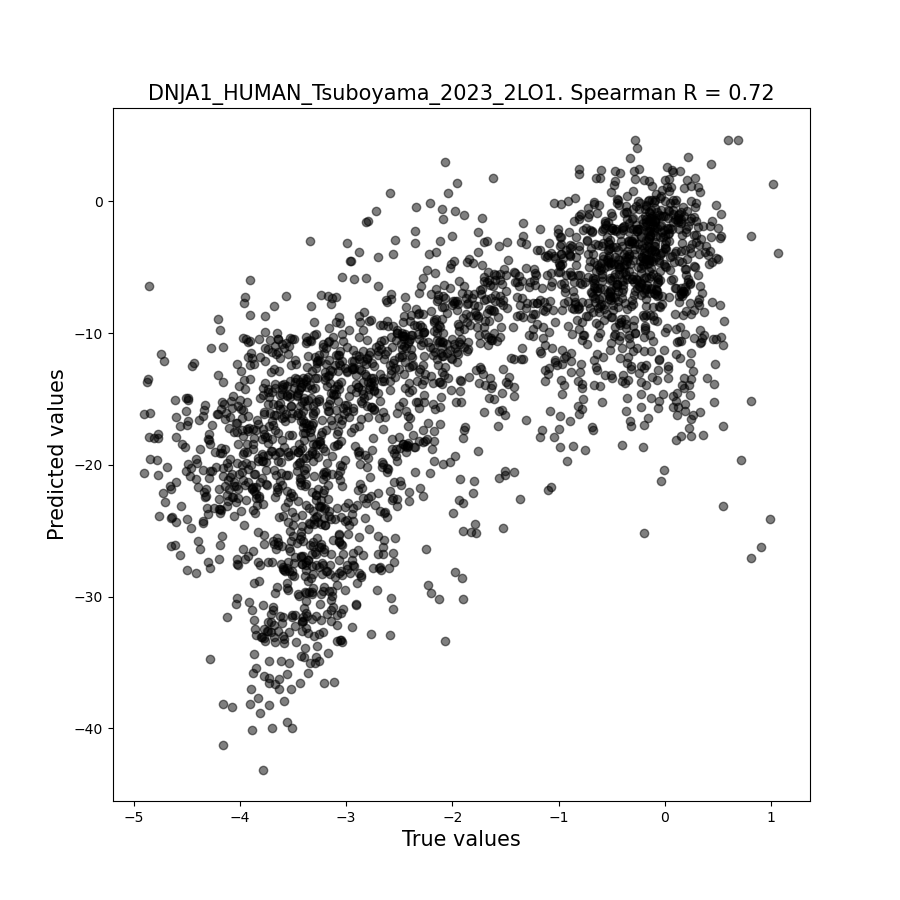 DNJA1_HUMAN_Tsuboyama_2023_2LO1. Spearman R = 0.72
Predicted values
0
−10
−20
−30
−40
−5 −4 −3 −2 −1 0 1
True values